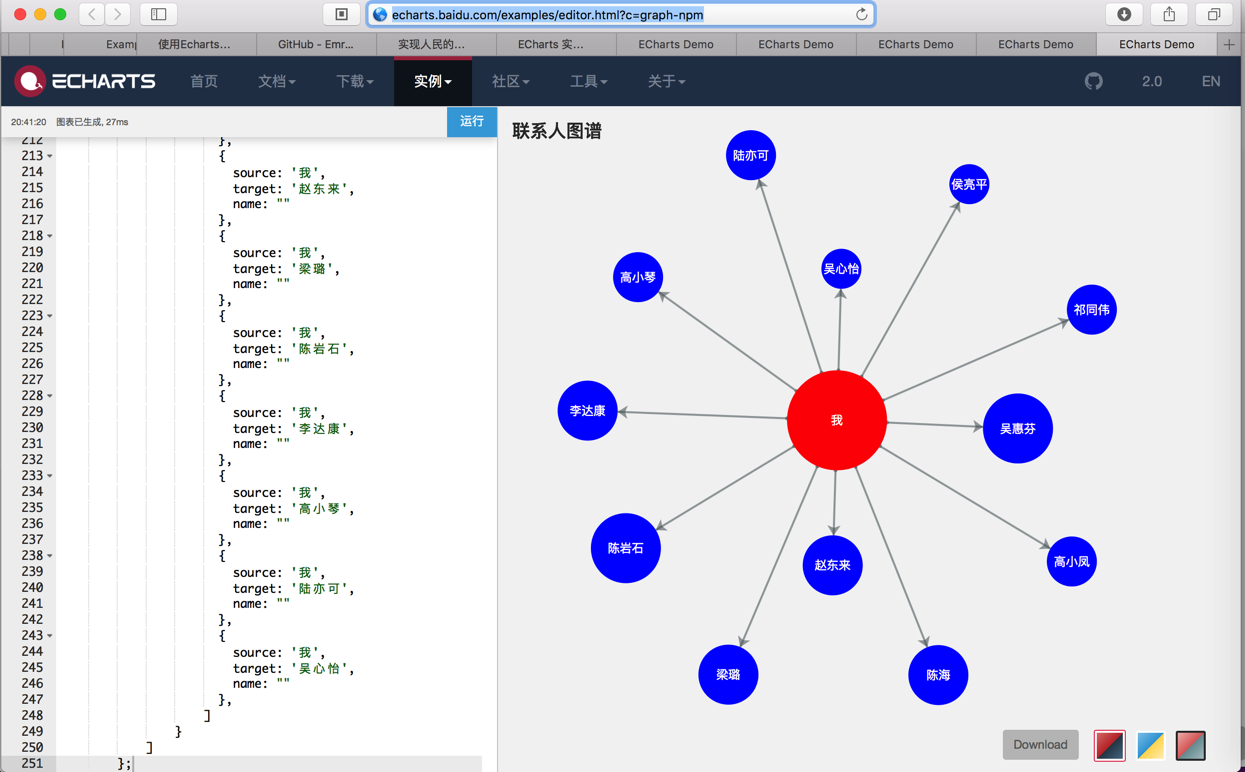 echarts.baidu.com/examples/editor.html?c=graph-npm
Examp
使用Echarts...
GitHub - Emr...
实现人民的...
ECharts 实...
ECharts Demo
ECharts Demo
ECharts Demo
ECharts Demo
ECharts Demo
ECHARTS
首页
文档
下载
实例
社区
工具
关于
2.0
EN
20:41:20 图表已生成, 27ms
运行
212 },
213 {
214 source: '我',
215 target: '赵东来',
216 name: ""
217 },
218 {
219 source: '我',
220 target: '梁璐',
221 name: ""
222 },
223 {
224 source: '我',
225 target: '陈岩石',
226 name: ""
227 },
228 {
229 source: '我',
230 target: '李达康',
231 name: ""
232 },
233 {
234 source: '我',
235 target: '高小琴',
236 name: ""
237 },
238 {
239 source: '我',
240 target: '陆亦可',
241 name: ""
242 },
243 {
244 source: '我',
245 target: '吴心怡',
246 name: ""
247 },
248 ]
249 }
250 ]
251 };
联系人图谱
陆亦可
侯亮平
吴心怡
高小琴
祁同伟
李达康
我
吴惠芬
陈岩石
赵东来
高小凤
梁璐
陈海
Download